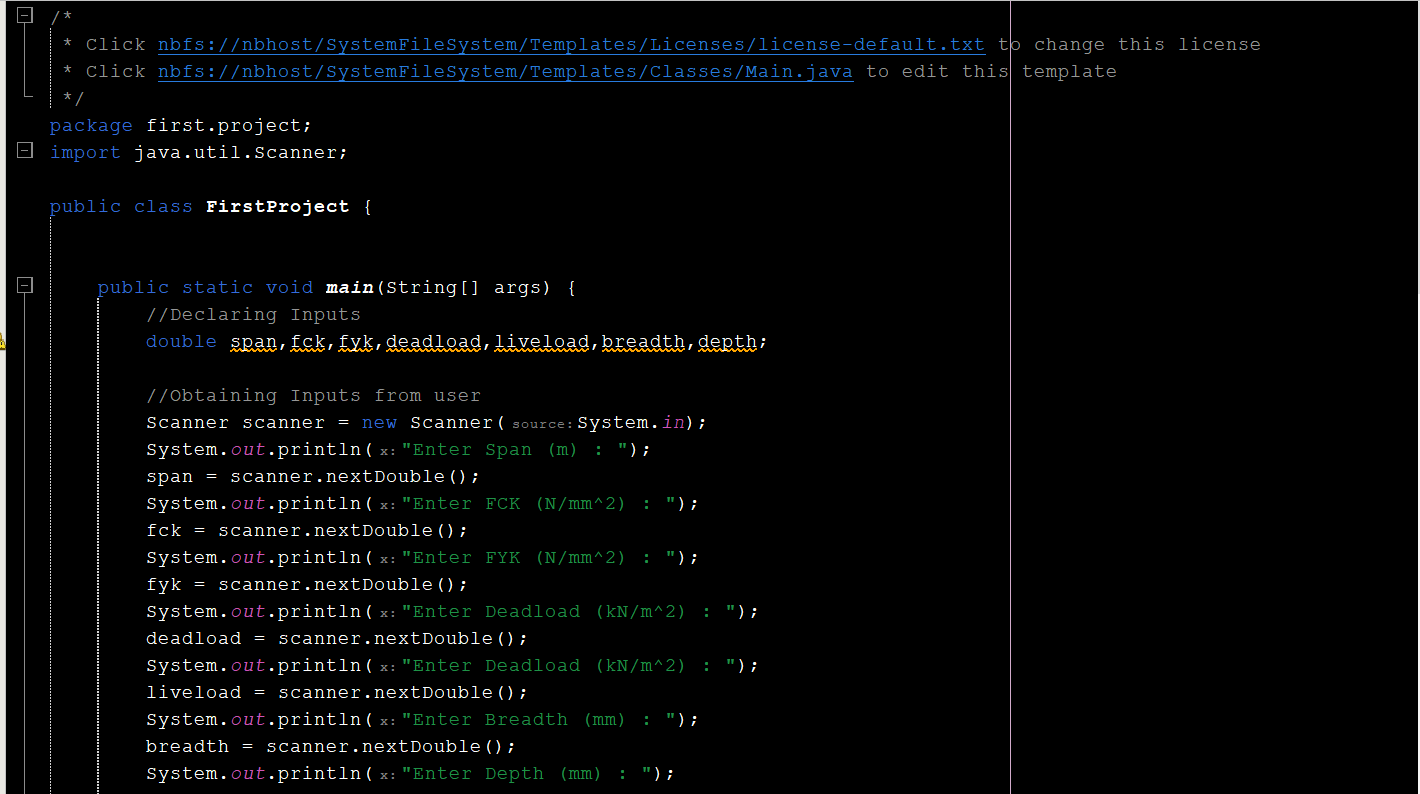 /*
 * Click nbfs://nbhost/SystemFileSystem/Templates/Licenses/license-default.txt to change this license
 * Click nbfs://nbhost/SystemFileSystem/Templates/Classes/Main.java to edit this template
 */
package first.project;
import java.util.Scanner;

public class FirstProject {


    public static void main(String[] args) {
        //Declaring Inputs
        double span,fck,fyk,deadload,liveload,breadth,depth;

        //Obtaining Inputs from user
        Scanner scanner = new Scanner( source: System.in);
        System.out.println( x: "Enter Span (m) : ");
        span = scanner.nextDouble();
        System.out.println( x: "Enter FCK (N/mm^2) : ");
        fck = scanner.nextDouble();
        System.out.println( x: "Enter FYK (N/mm^2) : ");
        fyk = scanner.nextDouble();
        System.out.println( x: "Enter Deadload (kN/m^2) : ");
        deadload = scanner.nextDouble();
        System.out.println( x: "Enter Deadload (kN/m^2) : ");
        liveload = scanner.nextDouble();
        System.out.println( x: "Enter Breadth (mm) : ");
        breadth = scanner.nextDouble();
        System.out.println( x: "Enter Depth (mm) : ");